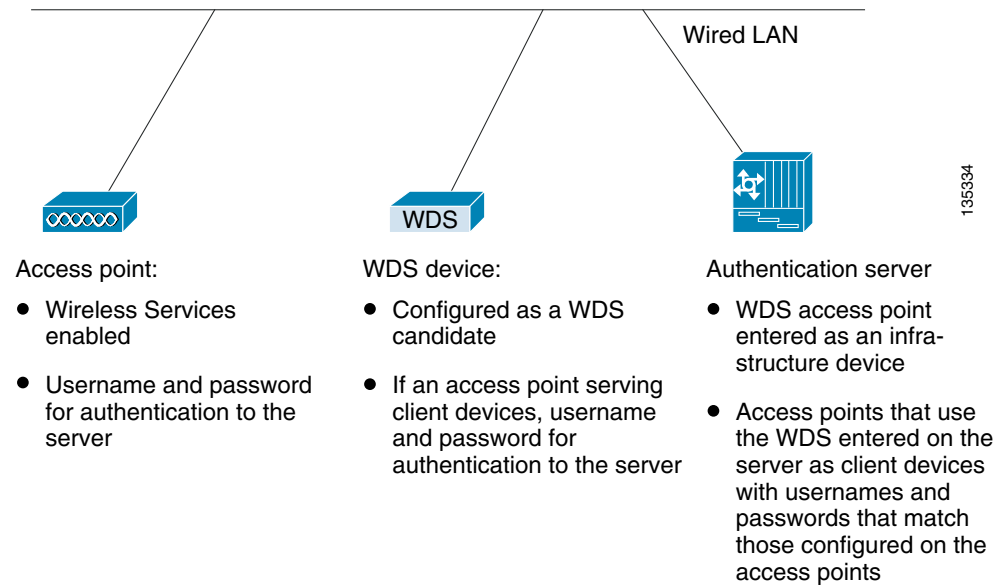 Wired LAN
135334
WDS
Access point:
● Wireless Services
enabled
● Username and password
for authentication to the
server
WDS device:
● Configured as a WDS
candidate
● If an access point serving
client devices, username
and password for
authentication to the server
Authentication server
● WDS access point
entered as an infra-
structure device
● Access points that use
the WDS entered on the
server as client devices
with usernames and
passwords that match
those configured on the
access points